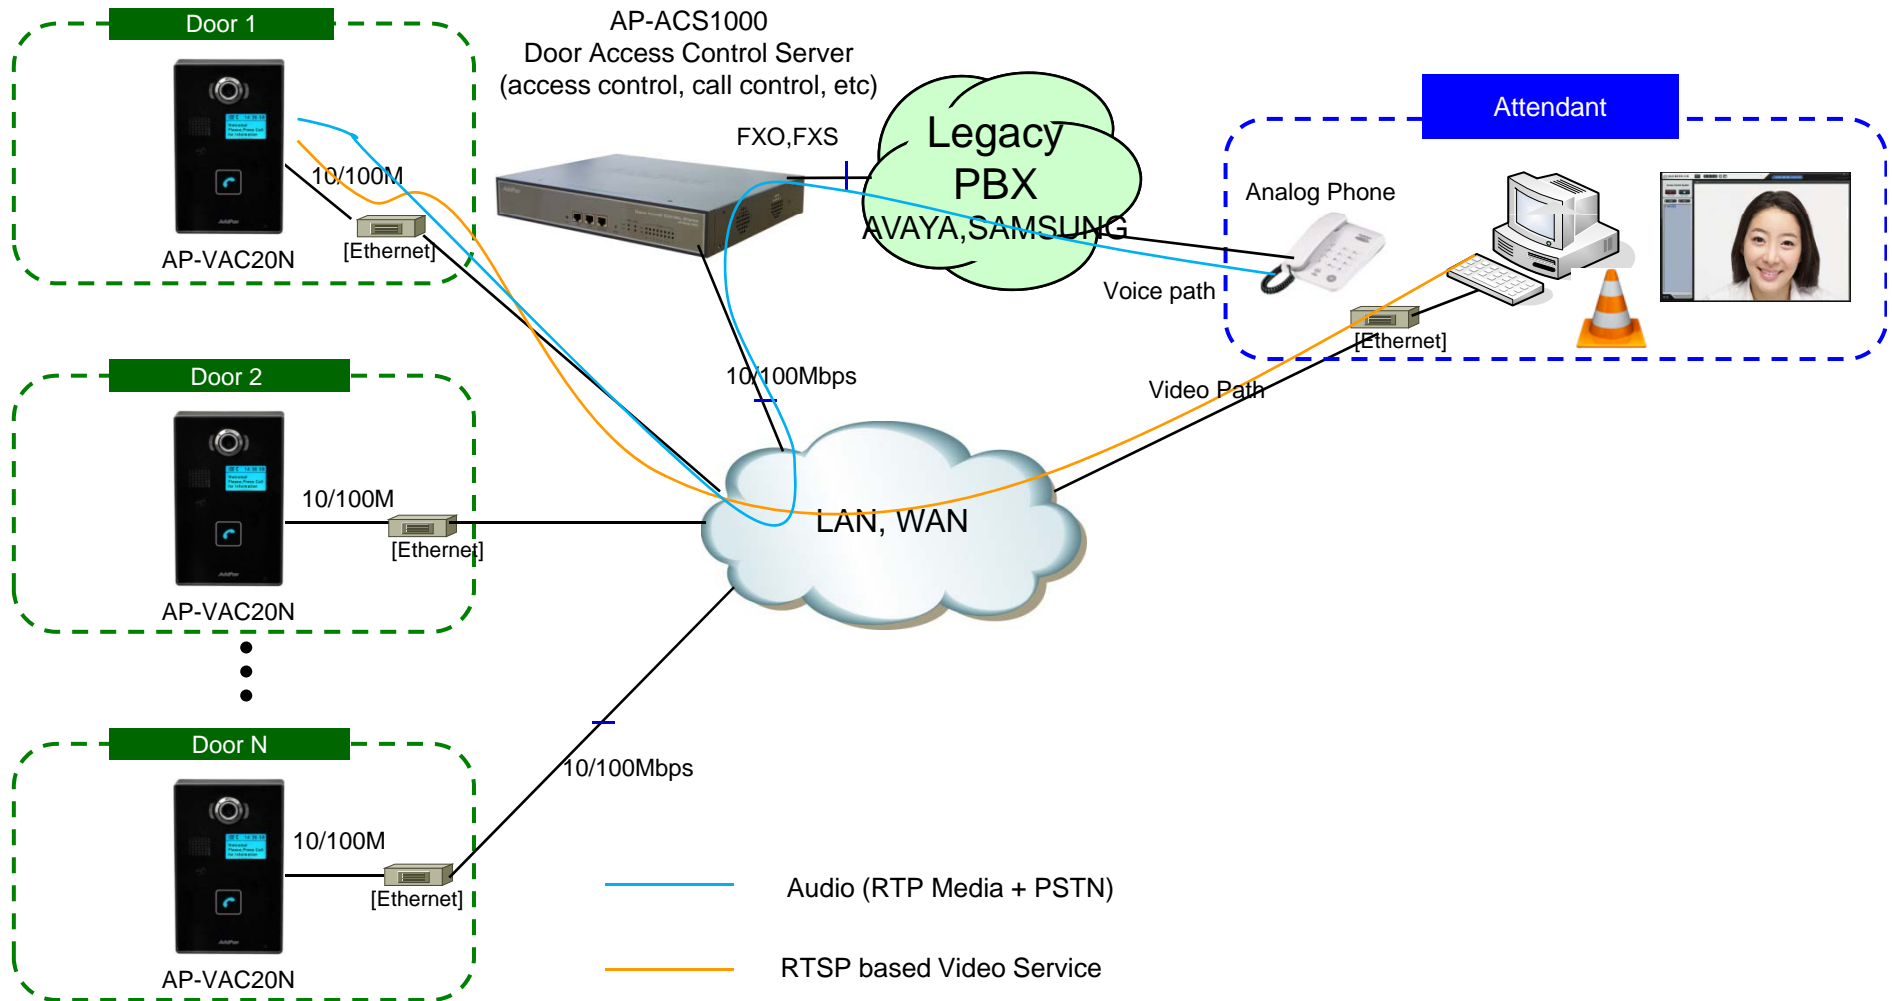 Door 1
AP-ACS1000
Door Access Control Server
(access control, call control, etc)
FXO,FXS
Legacy
PBX
AVAYA,SAMSUNG
Attendant
Analog Phone
10/100M
[Ethernet]
AP-VAC20N
Voice path
[Ethernet]
10/100Mbps
Video Path
Door 2
10/100M
[Ethernet]
AP-VAC20N
LAN, WAN
Door N
10/100Mbps
10/100M
[Ethernet]
AP-VAC20N
Audio (RTP Media + PSTN)
RTSP based Video Service